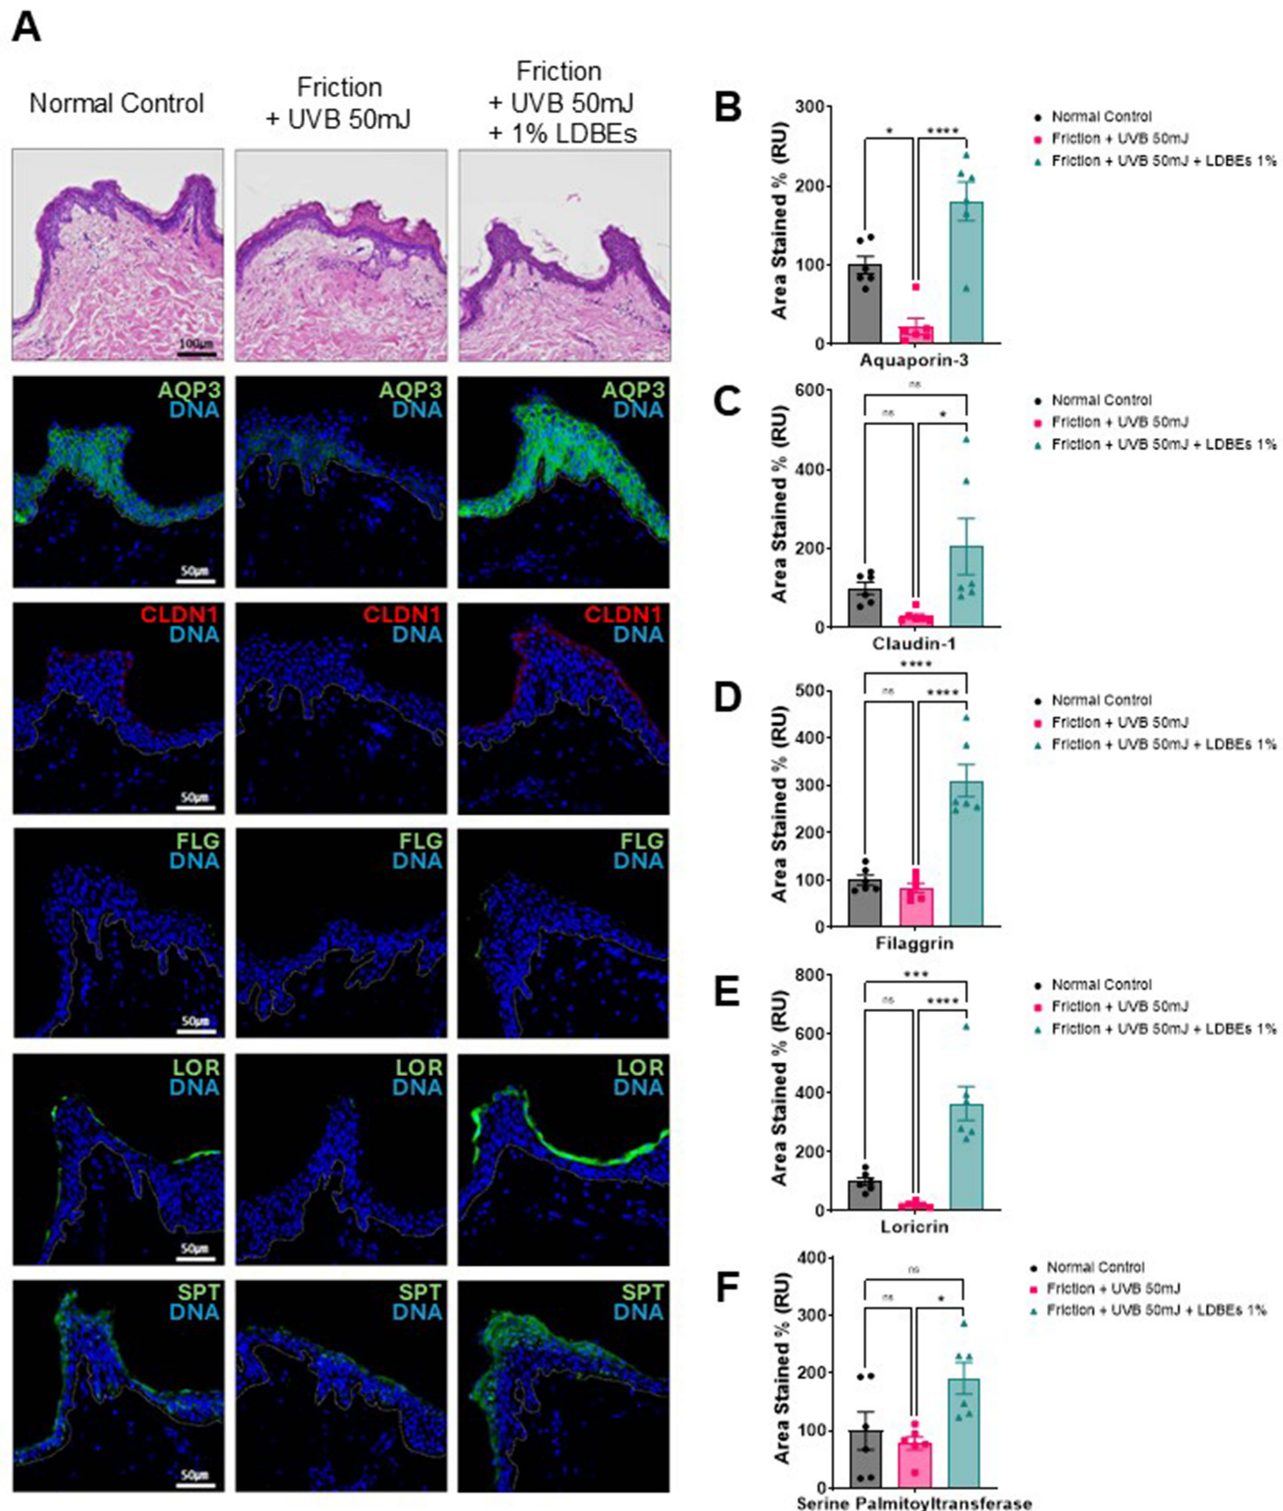 A
Normal Control
Friction
+ UVB 50mJ
Friction
+ UVB 50mJ
+ 1% LDBEs
100µm
AQP3
DNA
50µm
AQP3
DNA
AQP3
DNA
CLDN1
DNA
50µm
CLDN1
DNA
CLDN1
DNA
FLG
DNA
50µm
FLG
DNA
FLG
DNA
LOR
DNA
50µm
LOR
DNA
LOR
DNA
SPT
DNA
50µm
SPT
DNA
SPT
DNA
B
Area Stained % (RU)
300
200
100
0
*
****
Aquaporin-3
Normal Control
Friction + UVB 50mJ
Friction + UVB 50mJ + LDBEs 1%
C
Area Stained % (RU)
600
400
200
0
ns
ns
*
Claudin-1
Normal Control
Friction + UVB 50mJ
Friction + UVB 50mJ + LDBEs 1%
D
Area Stained % (RU)
500
400
300
200
100
0
****
ns
****
Filaggrin
Normal Control
Friction + UVB 50mJ
Friction + UVB 50mJ + LDBEs 1%
E
Area Stained % (RU)
800
600
400
200
0
***
ns
****
Loricrin
Normal Control
Friction + UVB 50mJ
Friction + UVB 50mJ + LDBEs 1%
F
Area Stained % (RU)
400
300
200
100
0
ns
ns
*
Serine Palmitoyltransferase
Normal Control
Friction + UVB 50mJ
Friction + UVB 50mJ + LDBEs 1%